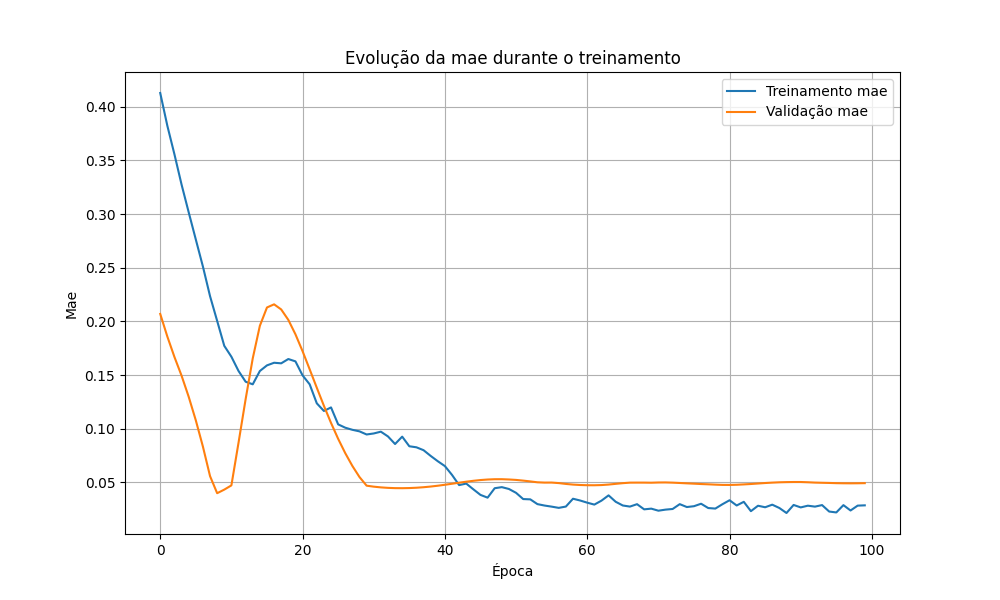 Evolução da mae durante o treinamento
Treinamento mae
Validação mae
0.40
0.35
0.30
0.25
0.20
0.15
0.10
0.05
Mae
0 20 40 60 80 100
Época